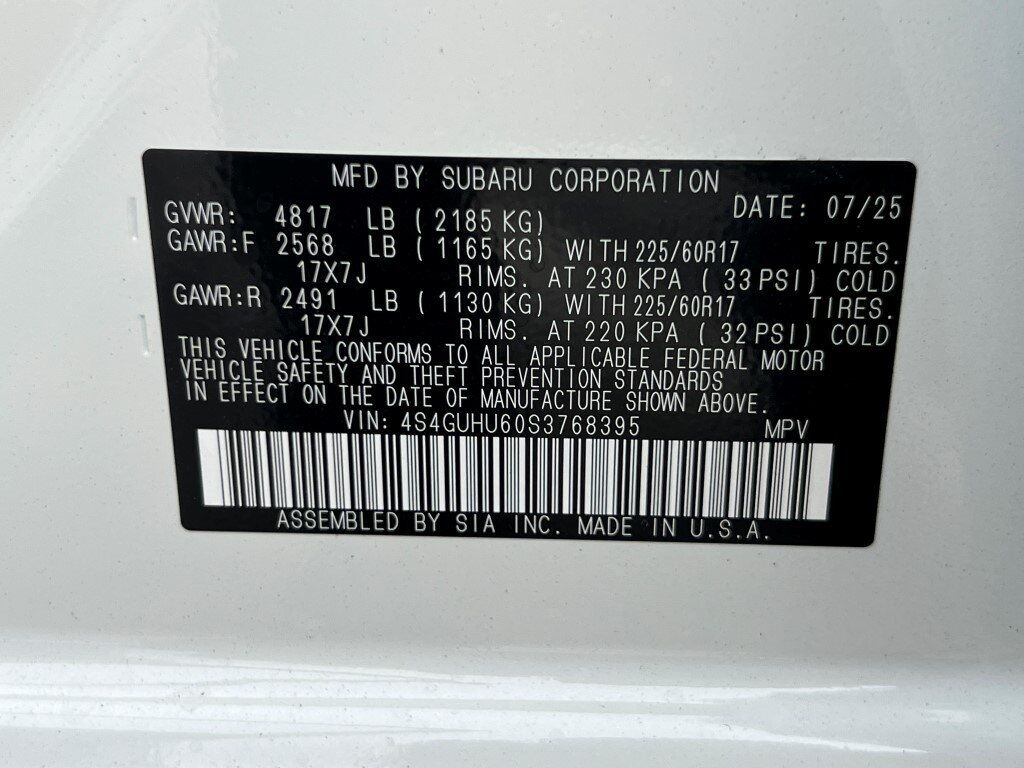 MFD BY SUBARU CORPORATION
DATE: 07/25
GVWR: 4817 LB ( 2185 KG)
GAWR:F 2568 LB ( 1165 KG) WITH 225/60R17 TIRES.
17X7J RIMS. AT 230 KPA ( 33 PSI) COLD
GAWR:R 2491 LB ( 1130 KG) WITH 225/60R17 TIRES.
17X7J RIMS. AT 220 KPA ( 32 PSI) COLD
THIS VEHICLE CONFORMS TO ALL APPLICABLE FEDERAL MOTOR
VEHICLE SAFETY AND THEFT PREVENTION STANDARDS
IN EFFECT ON THE DATE OF MANUFACTURE SHOWN ABOVE.
VIN: 4S4GUHU60S3768395 MPV
ASSEMBLED BY SIA INC. MADE IN U.S.A.